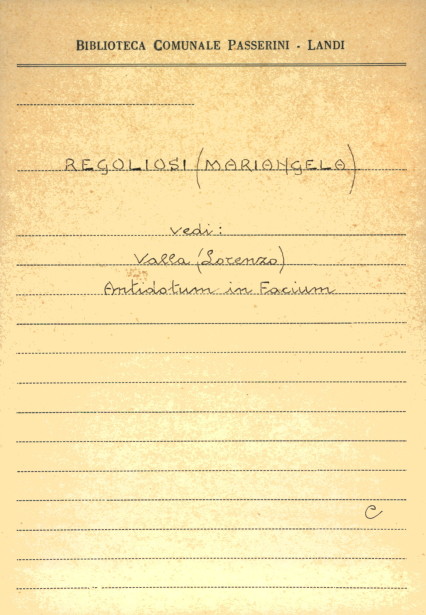 BIBLIOTECA COMUNALE PASSERINI - LANDI
REGOLIOSI (MARIANGELA)
vedi:
Valla (Lorenzo)
Antidotum in Facium
C